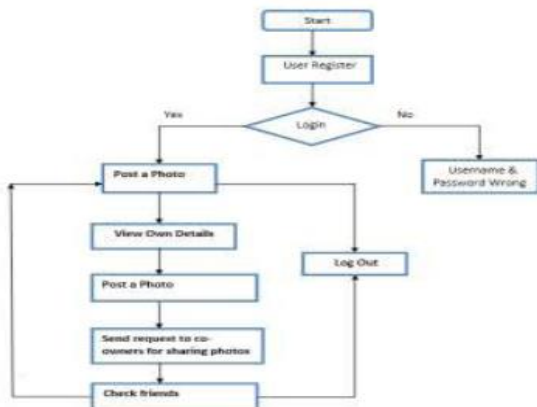 Start
User Register
Login
Yes
No
Post a Photo
Username &
Password Wrong
View Own Details
Log Out
Post a Photo
Send request to co-
owners for sharing photos
Check friends